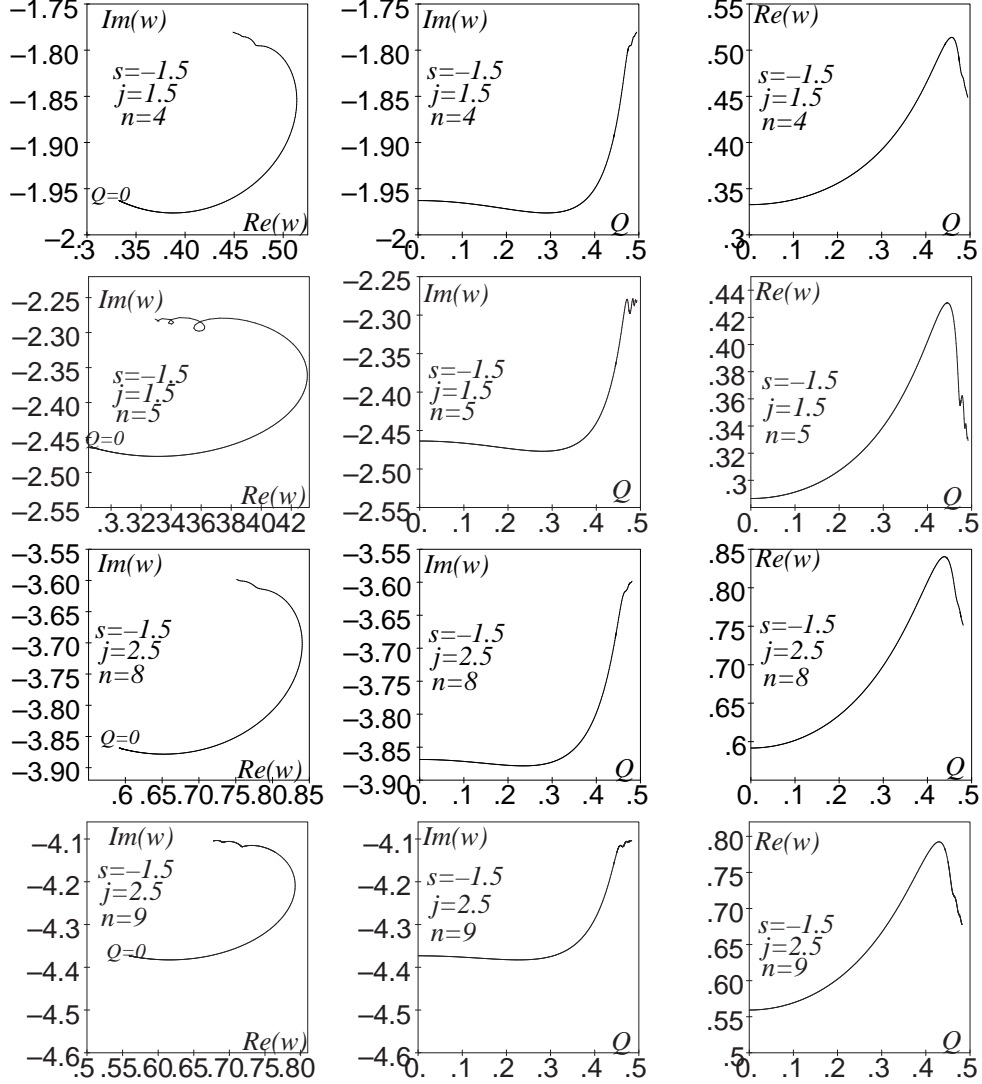 −1.75
−1.80
−1.85
−1.90
−1.95
−2
.3 .35 .40 .45 .50
Im(w)
s=−1.5
j=1.5
n=4
Q=0
Re(w)
−1.75
−1.80
−1.85
−1.90
−1.95
−2
0. .1 .2 .3 .4 .5
Im(w)
s=−1.5
j=1.5
n=4
Q
.55
.50
.45
.40
.35
.3
0. .1 .2 .3 .4 .5
Re(w)
s=−1.5
j=1.5
n=4
Q
−2.25
−2.30
−2.35
−2.40
−2.45
−2.50
−2.55
.3 .32 .34 .36 .38 .40 .42
Im(w)
s=−1.5
j=1.5
n=5
Q=0
Re(w)
−2.25
−2.30
−2.35
−2.40
−2.45
−2.50
−2.55
0. .1 .2 .3 .4 .5
Im(w)
s=−1.5
j=1.5
n=5
Q
.44
.42
.40
.38
.36
.34
.32
.3
0. .1 .2 .3 .4 .5
Re(w)
s=−1.5
j=1.5
n=5
Q
−3.55
−3.60
−3.65
−3.70
−3.75
−3.80
−3.85
−3.90
.6 .65 .70 .75 .80 .85
Im(w)
s=−1.5
j=2.5
n=8
Q=0
Re(w)
−3.55
−3.60
−3.65
−3.70
−3.75
−3.80
−3.85
−3.90
0. .1 .2 .3 .4 .5
Im(w)
s=−1.5
j=2.5
n=8
Q
.85
.80
.75
.70
.65
.6
0. .1 .2 .3 .4 .5
Re(w)
s=−1.5
j=2.5
n=8
Q
−4.1
−4.2
−4.3
−4.4
−4.5
−4.6
.5 .55 .60 .65 .70 .75 .80
Im(w)
s=−1.5
j=2.5
n=9
Q=0
Re(w)
−4.1
−4.2
−4.3
−4.4
−4.5
−4.6
0. .1 .2 .3 .4 .5
Im(w)
s=−1.5
j=2.5
n=9
Q
.80
.75
.70
.65
.60
.55
.5
0. .1 .2 .3 .4 .5
Re(w)
s=−1.5
j=2.5
n=9
Q